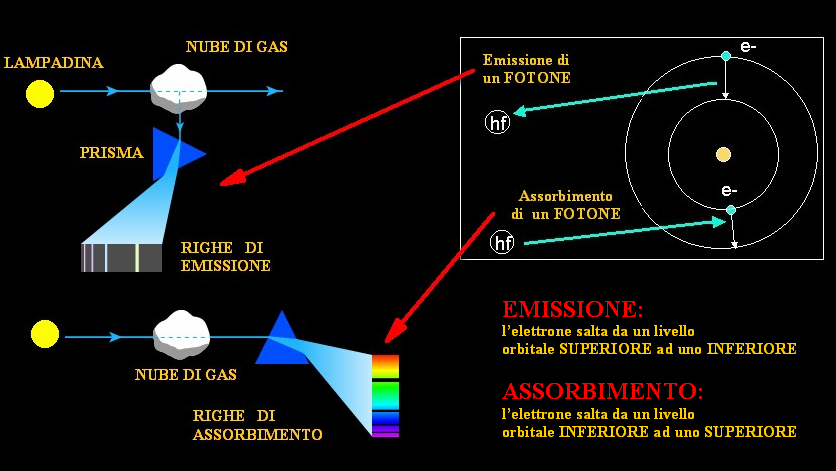 NUBE DI GAS
LAMPADINA
PRISMA
RIGHE DI
EMISSIONE
NUBE DI GAS
RIGHE DI
ASSORBIMENTO
Emissione di
un FOTONE
e-
hf
e-
Assorbimento
di un FOTONE
hf
EMISSIONE:
l'elettrone salta da un livello
orbitale SUPERIORE ad uno INFERIORE
ASSORBIMENTO:
l'elettrone salta da un livello
orbitale INFERIORE ad uno SUPERIORE